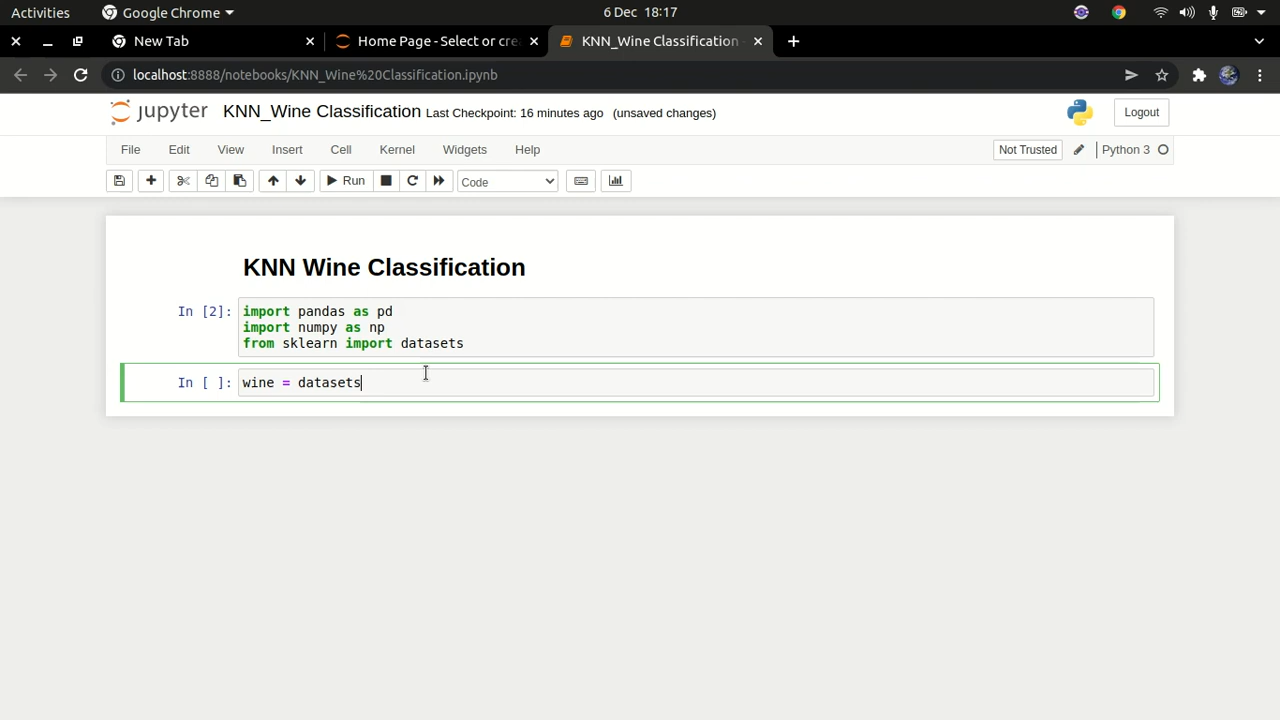 Activities
Google Chrome
6 Dec 18:17
New Tab
Home Page - Select or cre
KNN_Wine Classification -
localhost:8888/notebooks/KNN_Wine%20Classification.ipynb
jupyter
KNN_Wine Classification Last Checkpoint: 16 minutes ago (unsaved changes)
Logout
File Edit View Insert Cell Kernel Widgets Help
Not Trusted
Python 3
Run
Code
KNN Wine Classification
In [2]: import pandas as pd
import numpy as np
from sklearn import datasets
In [ ]: wine = datasets